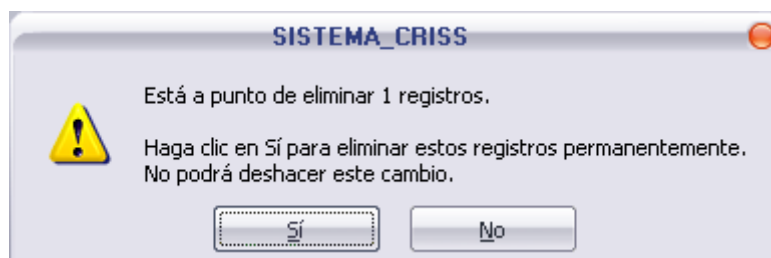 SISTEMA_CRISS
Está a punto de eliminar 1 registros.
Haga clic en Sí para eliminar estos registros permanentemente.
No podrá deshacer este cambio.
Sí
No